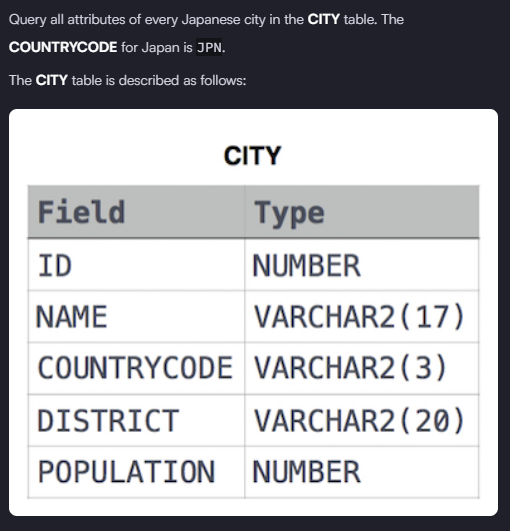 Query all attributes of every Japanese city in the CITY table. The
COUNTRYCODE for Japan is JPN.
The CITY table is described as follows:
CITY
Field Type
ID NUMBER
NAME VARCHAR2(17)
COUNTRYCODE VARCHAR2(3)
DISTRICT VARCHAR2(20)
POPULATION NUMBER